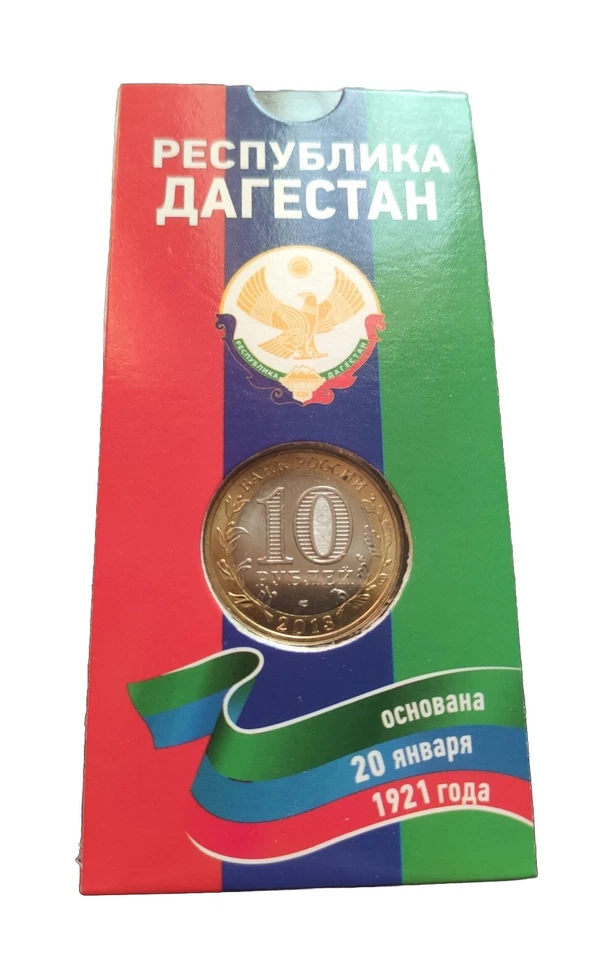 РЕСПУБЛИКА
ДАГЕСТАН
РЕСПУБЛИКА ДАГЕСТАН
БАНК РОССИИ
10
РУБЛЕЙ
2013
основана
20 января
1921 года